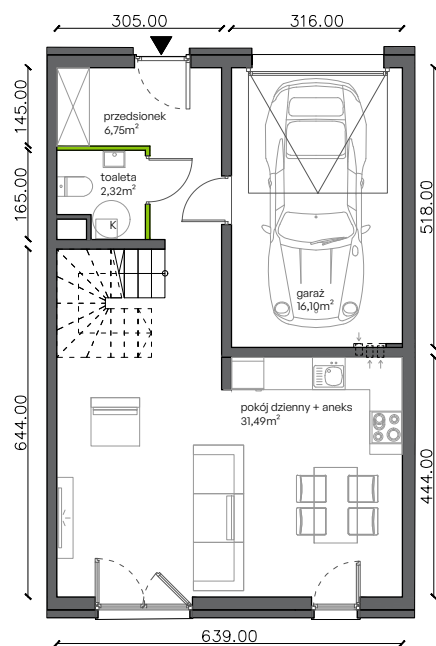 305.00
316.00
145.00
przedsionek
6,75m²
165.00
toaleta
2,32m²
K
518.00
garaż
16,10m²
644.00
pokój dzienny + aneks
31,49m²
444.00
639.00